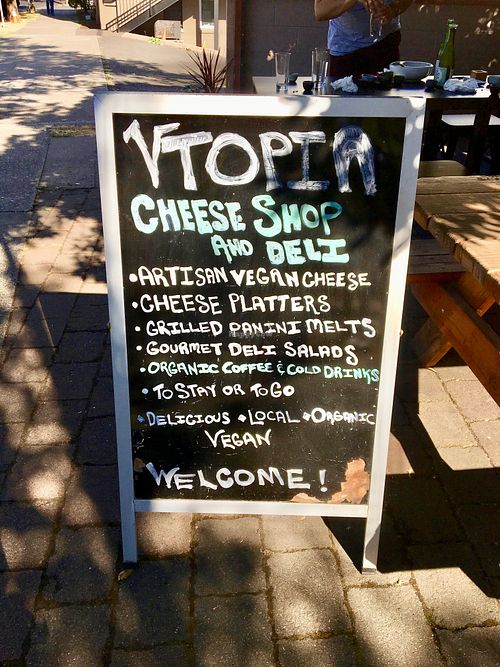 VTOPIA
CHEESE SHOP
AND DELI
•ARTISAN VEGAN CHEESE
•CHEESE PLATTERS
•GRILLED PANINI MELTS
•GOURMET DELI SALADS
•ORGANIC COFFEE & COLD DRINKS
•TO STAY OR TO GO
•DELICIOUS •LOCAL •ORGANIC
VEGAN
WELCOME!